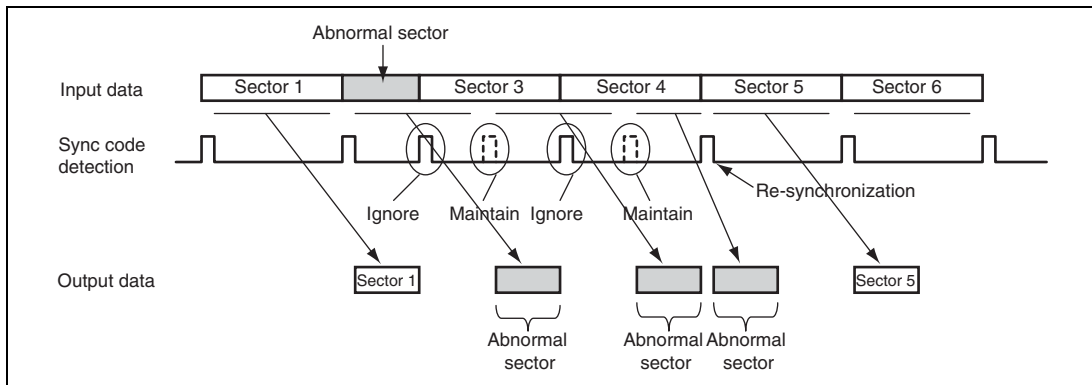 Abnormal sector
Input data
Sector 1
Sector 3
Sector 4
Sector 5
Sector 6
Sync code
detection
Ignore
Maintain
Ignore
Maintain
Re-synchronization
Output data
Sector 1
Sector 5
Abnormal
sector
Abnormal
sector
Abnormal
sector